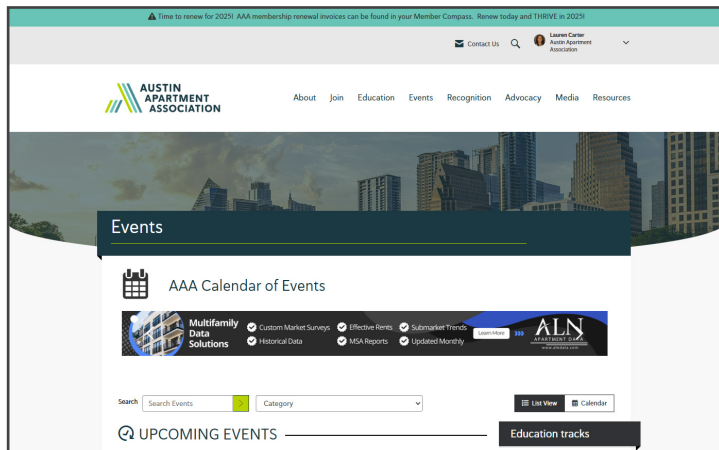 Time to renew for 2025! AAA membership renewal invoices can be found in your Member Compass. Renew today and THRIVE in 2025!
Contact Us
Lauren Carter
Austin Apartment
Association
AUSTIN
APARTMENT
ASSOCIATION
About Join Education Events Recognition Advocacy Media Resources
Events
AAA Calendar of Events
Multifamily
Data
Solutions
Custom Market Surveys Effective Rents Submarket Trends
Historical Data MSA Reports Updated Monthly
Learn More
ALN
APARTMENT DATA
www.alndata.com
Search Search Events > Category List View Calendar
UPCOMING EVENTS
Education tracks